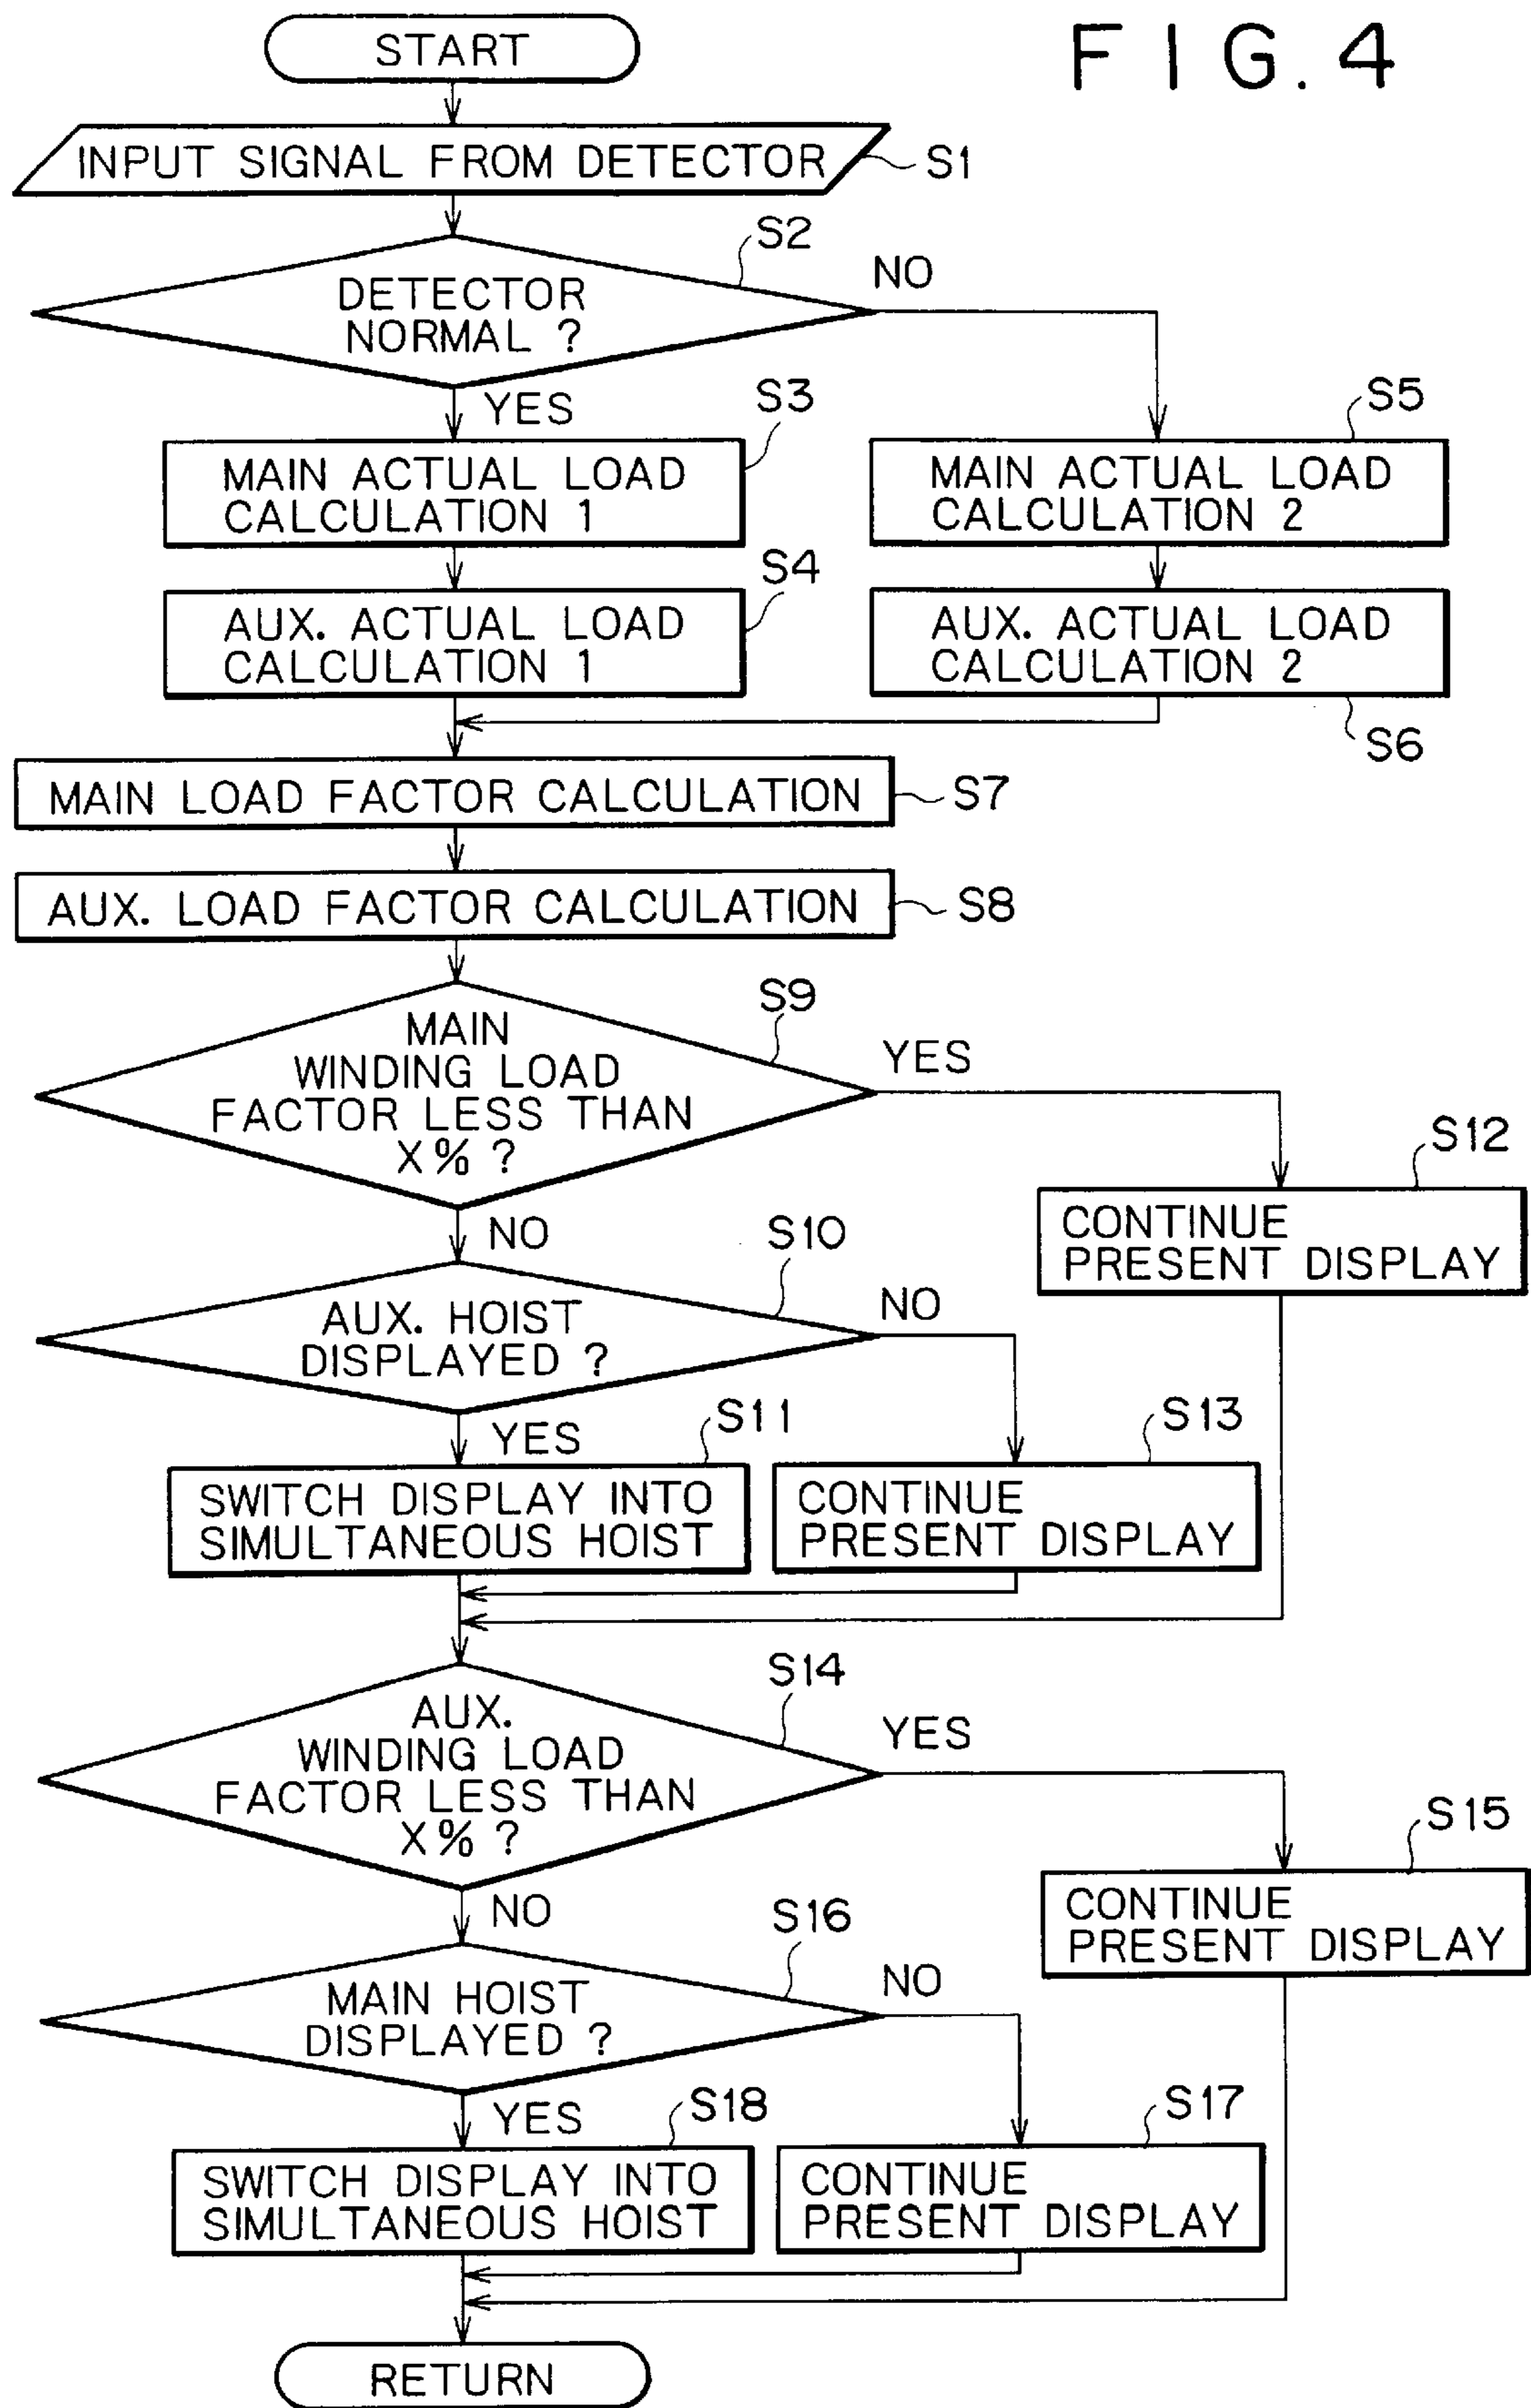 FIG. 4
START
INPUT SIGNAL FROM DETECTOR
S1
S2
DETECTOR
NORMAL ?
NO
YES
S3
MAIN ACTUAL LOAD
CALCULATION 1
S5
MAIN ACTUAL LOAD
CALCULATION 2
S4
AUX. ACTUAL LOAD
CALCULATION 1
AUX. ACTUAL LOAD
CALCULATION 2
S6
MAIN LOAD FACTOR CALCULATION
S7
AUX. LOAD FACTOR CALCULATION
S8
S9
MAIN
WINDING LOAD
FACTOR LESS THAN
X% ?
YES
NO
S12
CONTINUE
PRESENT DISPLAY
S10
AUX. HOIST
DISPLAYED ?
NO
YES
S11
SWITCH DISPLAY INTO
SIMULTANEOUS HOIST
S13
CONTINUE
PRESENT DISPLAY
S14
AUX.
WINDING LOAD
FACTOR LESS THAN
X% ?
YES
NO
S15
CONTINUE
PRESENT DISPLAY
S16
MAIN HOIST
DISPLAYED ?
NO
YES
S18
SWITCH DISPLAY INTO
SIMULTANEOUS HOIST
S17
CONTINUE
PRESENT DISPLAY
RETURN